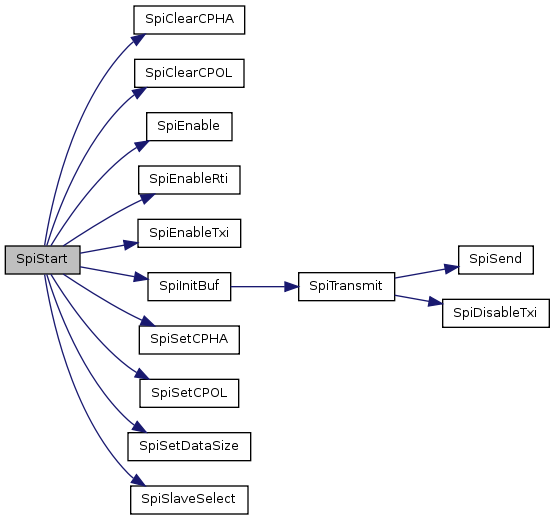 SpiStart
SpiClearCPHA
SpiClearCPOL
SpiEnable
SpiEnableRti
SpiEnableTxi
SpiInitBuf
SpiSetCPHA
SpiSetCPOL
SpiSetDataSize
SpiSlaveSelect
SpiTransmit
SpiSend
SpiDisableTxi